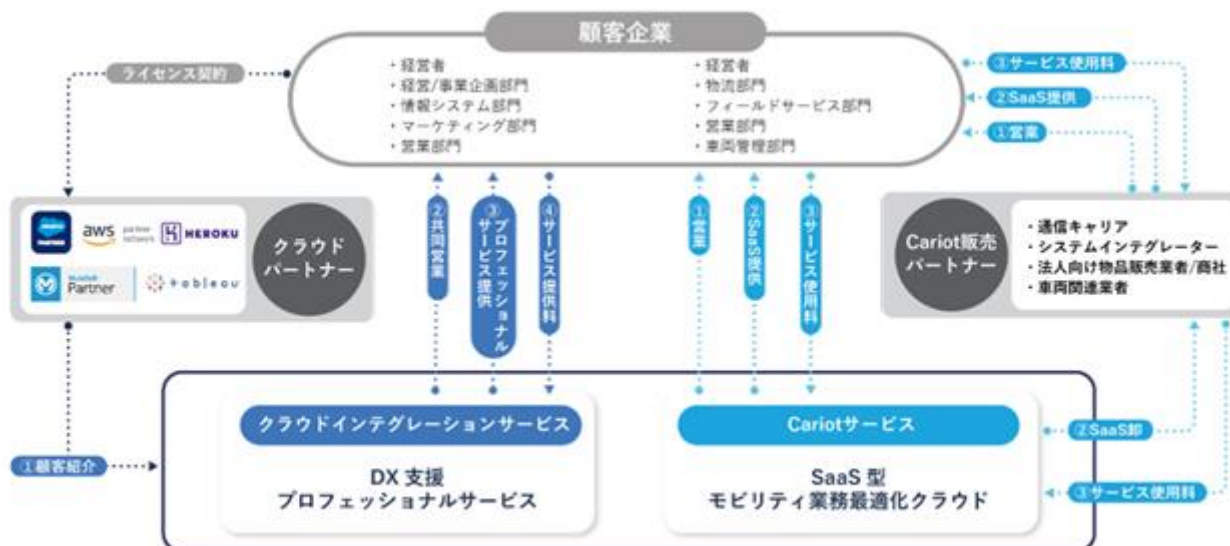 顧客企業
・経営者
・経営/事業企画部門
・情報システム部門
・マーケティング部門
・営業部門
・経営者
・物流部門
・フィールドサービス部門
・営業部門
・車両管理部門
ライセンス契約
③サービス使用料
②SaaS提供
①営業
aws partner network
HEROKU
Partner
+ableau
クラウド
パートナー
②共同営業
③プロフェッショナル
サービス提供
④サービス提供料
①営業
②SaaS提供
③サービス使用料
Cariot販売
パートナー
・通信キャリア
・システムインテグレーター
・法人向け物品販売業者/商社
・車両関連業者
①顧客紹介
クラウドインテグレーションサービス
DX 支援
プロフェッショナルサービス
Cariotサービス
SaaS 型
モビリティ業務最適化クラウド
②SaaS卸
③サービス使用料